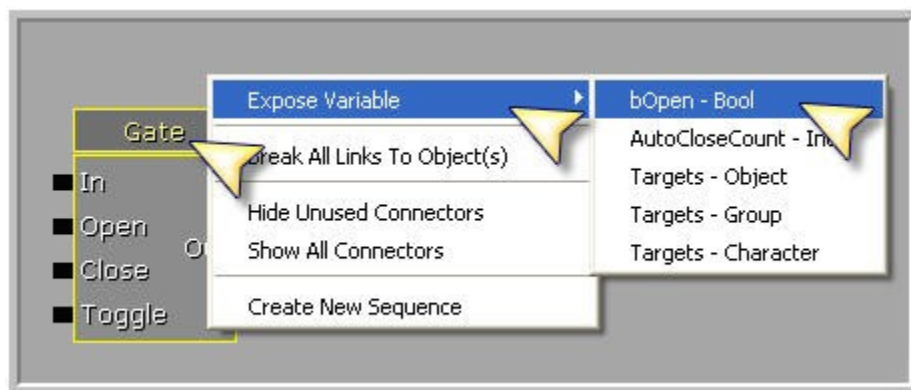 Gate
In
Open
Close
Toggle
Expose Variable
Break All Links To Object(s)
Hide Unused Connectors
Show All Connectors
Create New Sequence
bOpen - Bool
AutoCloseCount -
Targets - Object
Targets - Group
Targets - Character